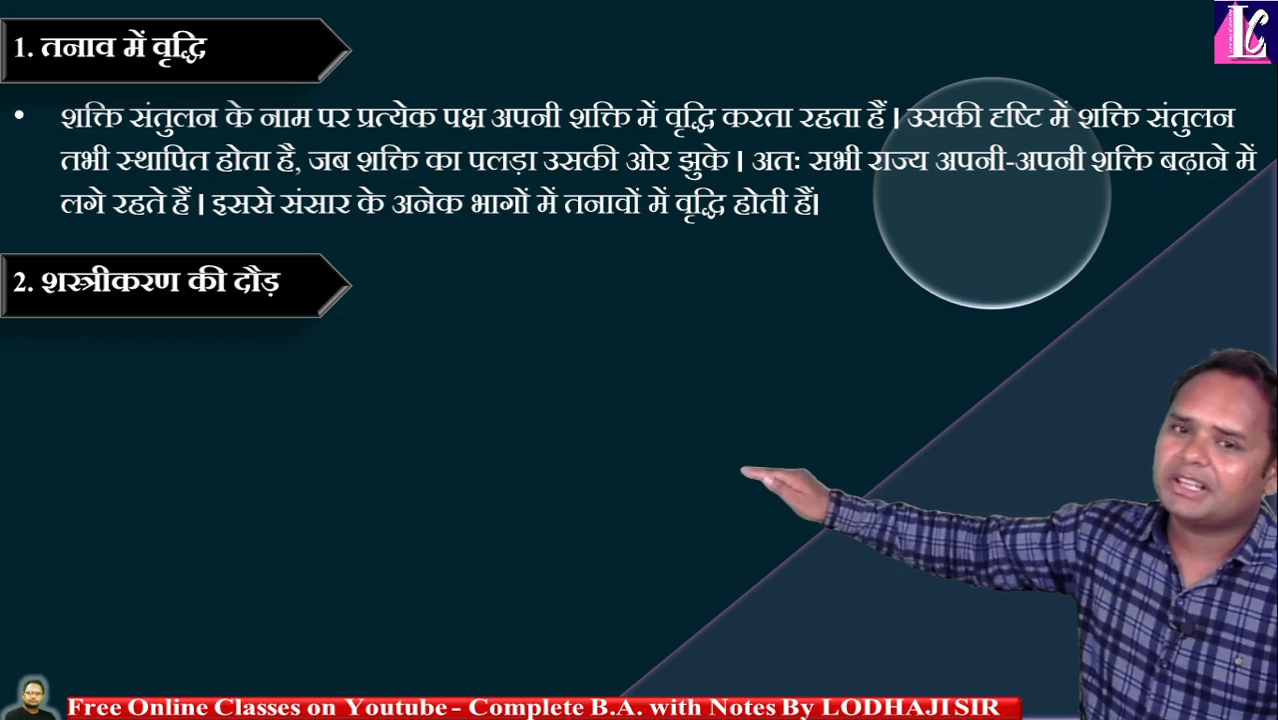 1. तनाव में वृद्धि
LC
• शक्ति संतुलन के नाम पर प्रत्येक पक्ष अपनी शक्ति में वृद्धि करता रहता हैं । उसकी दृष्टि में शक्ति संतुलन
तभी स्थापित होता है, जब शक्ति का पलड़ा उसकी ओर झुके । अतः सभी राज्य अपनी-अपनी शक्ति बढ़ाने में
लगे रहते हैं । इससे संसार के अनेक भागों में तनावों में वृद्धि होती हैं।
2. शस्त्रीकरण की दौड़
Free Online Classes on Youtube - Complete B.A. with Notes By LODHAJI SIR